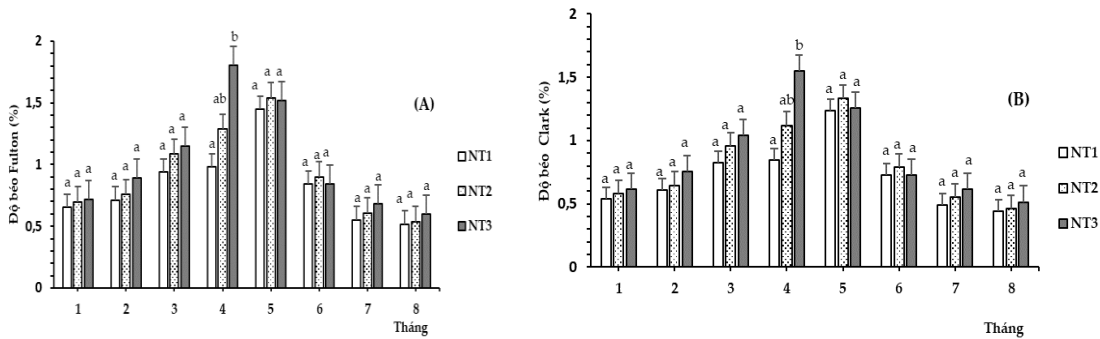 Độ béo Fulton (%)
2
1,5
1
0,5
0
a a a
a a a
a a a
a ab b
a a a
a a a
a a a
a a a
1 2 3 4 5 6 7 8
Tháng
(A)
NT1
NT2
NT3
Độ béo Clark (%)
2
1,5
1
0,5
0
a a a
a a a
a a a
a ab b
a a a
a a a
a a a
a a a
1 2 3 4 5 6 7 8
Tháng
(B)
NT1
NT2
NT3